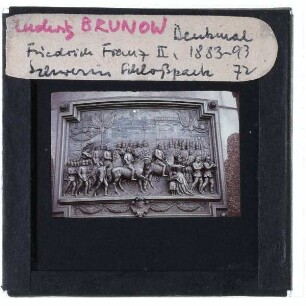 Ludwig BRUNOW Denkmal
Friedrich Franz II, 1883-93
Schwerin Schloßpark 72